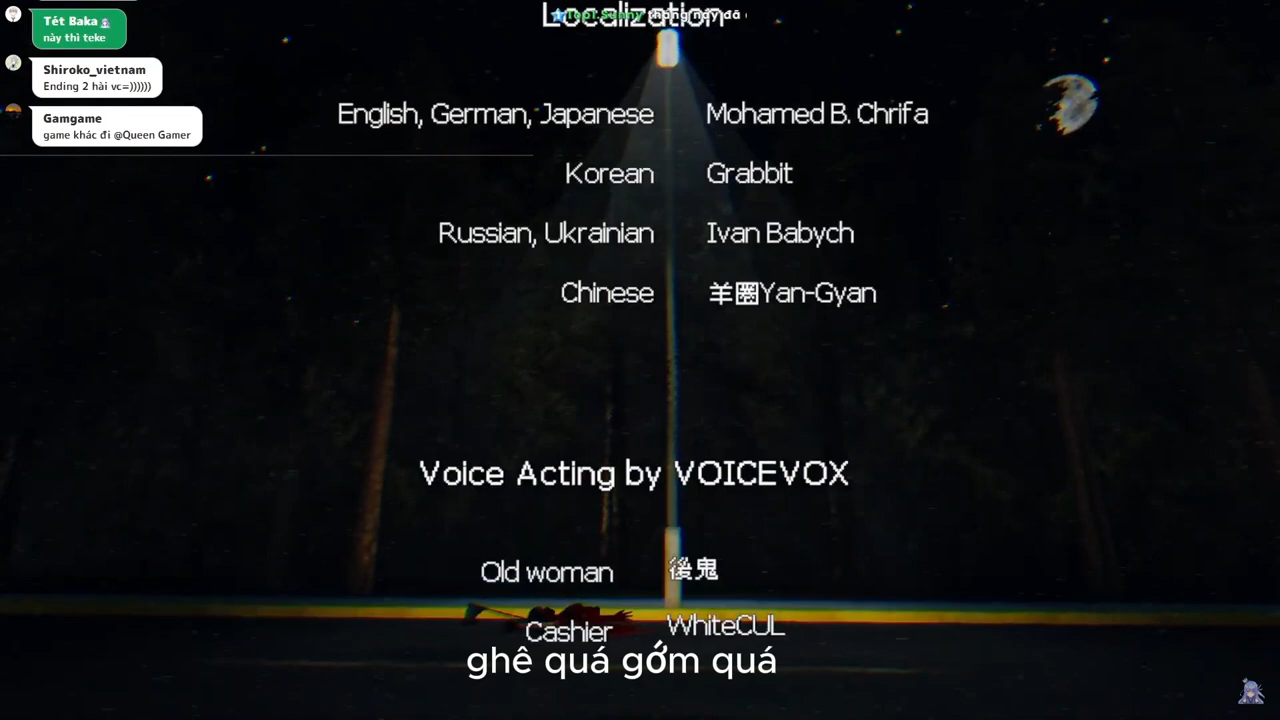 Localization
Tét Baka
này thì teke
Shiroko_vietnam
Ending 2 hài vc=))))))
Gamgame
game khác đi @Queen Gamer
English, German, Japanese Mohamed B. Chrifa
Korean Grabbit
Russian, Ukrainian Ivan Babych
Chinese 羊圈Yan-Gyan
Voice Acting by VOICEVOX
Old woman 後鬼
Cashier WhiteCUL
ghê quá gớm quá